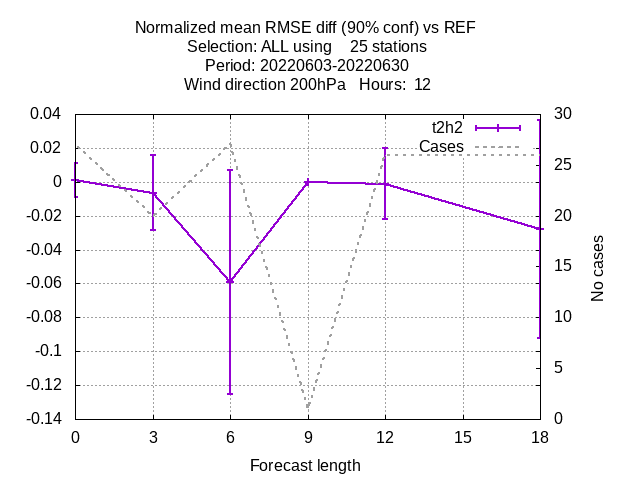 Normalized mean RMSE diff (90% conf) vs REF
Selection: ALL using    25 stations
Period: 20220603-20220630
Wind direction 200hPa   Hours:  12
t2h2
Cases
0.04
0.02
0
-0.02
-0.04
-0.06
-0.08
-0.1
-0.12
-0.14
30
25
20
15
10
5
0
No cases
0 3 6 9 12 15 18
Forecast length